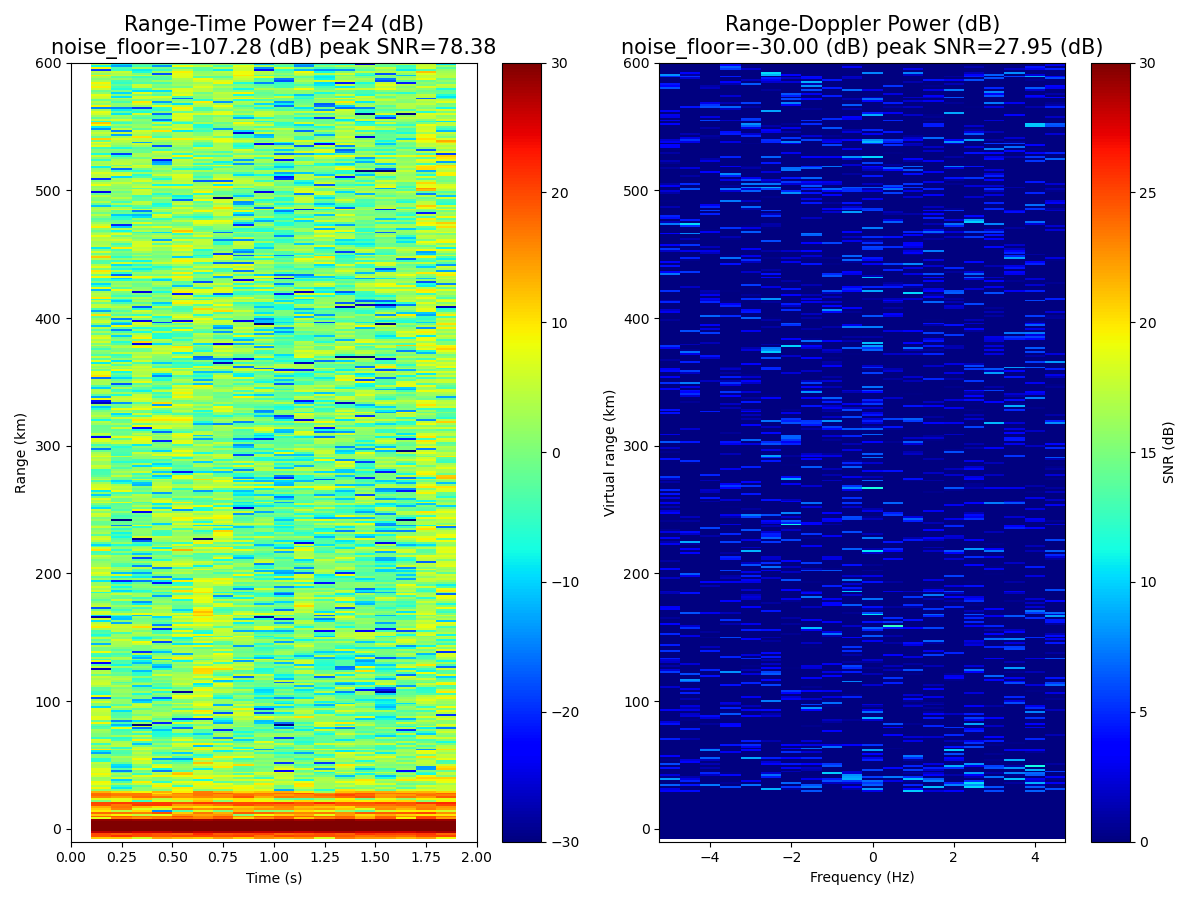 Range-Time Power f=24 (dB)
noise_floor=-107.28 (dB) peak SNR=78.38
600
500
400
300
200
100
0
Range (km)
0.00 0.25 0.50 0.75 1.00 1.25 1.50 1.75 2.00
Time (s)
30
20
10
0
−10
−20
−30
Range-Doppler Power (dB)
noise_floor=-30.00 (dB) peak SNR=27.95 (dB)
600
500
400
300
200
100
0
Virtual range (km)
−4 −2 0 2 4
Frequency (Hz)
30
25
20
15
10
5
0
SNR (dB)